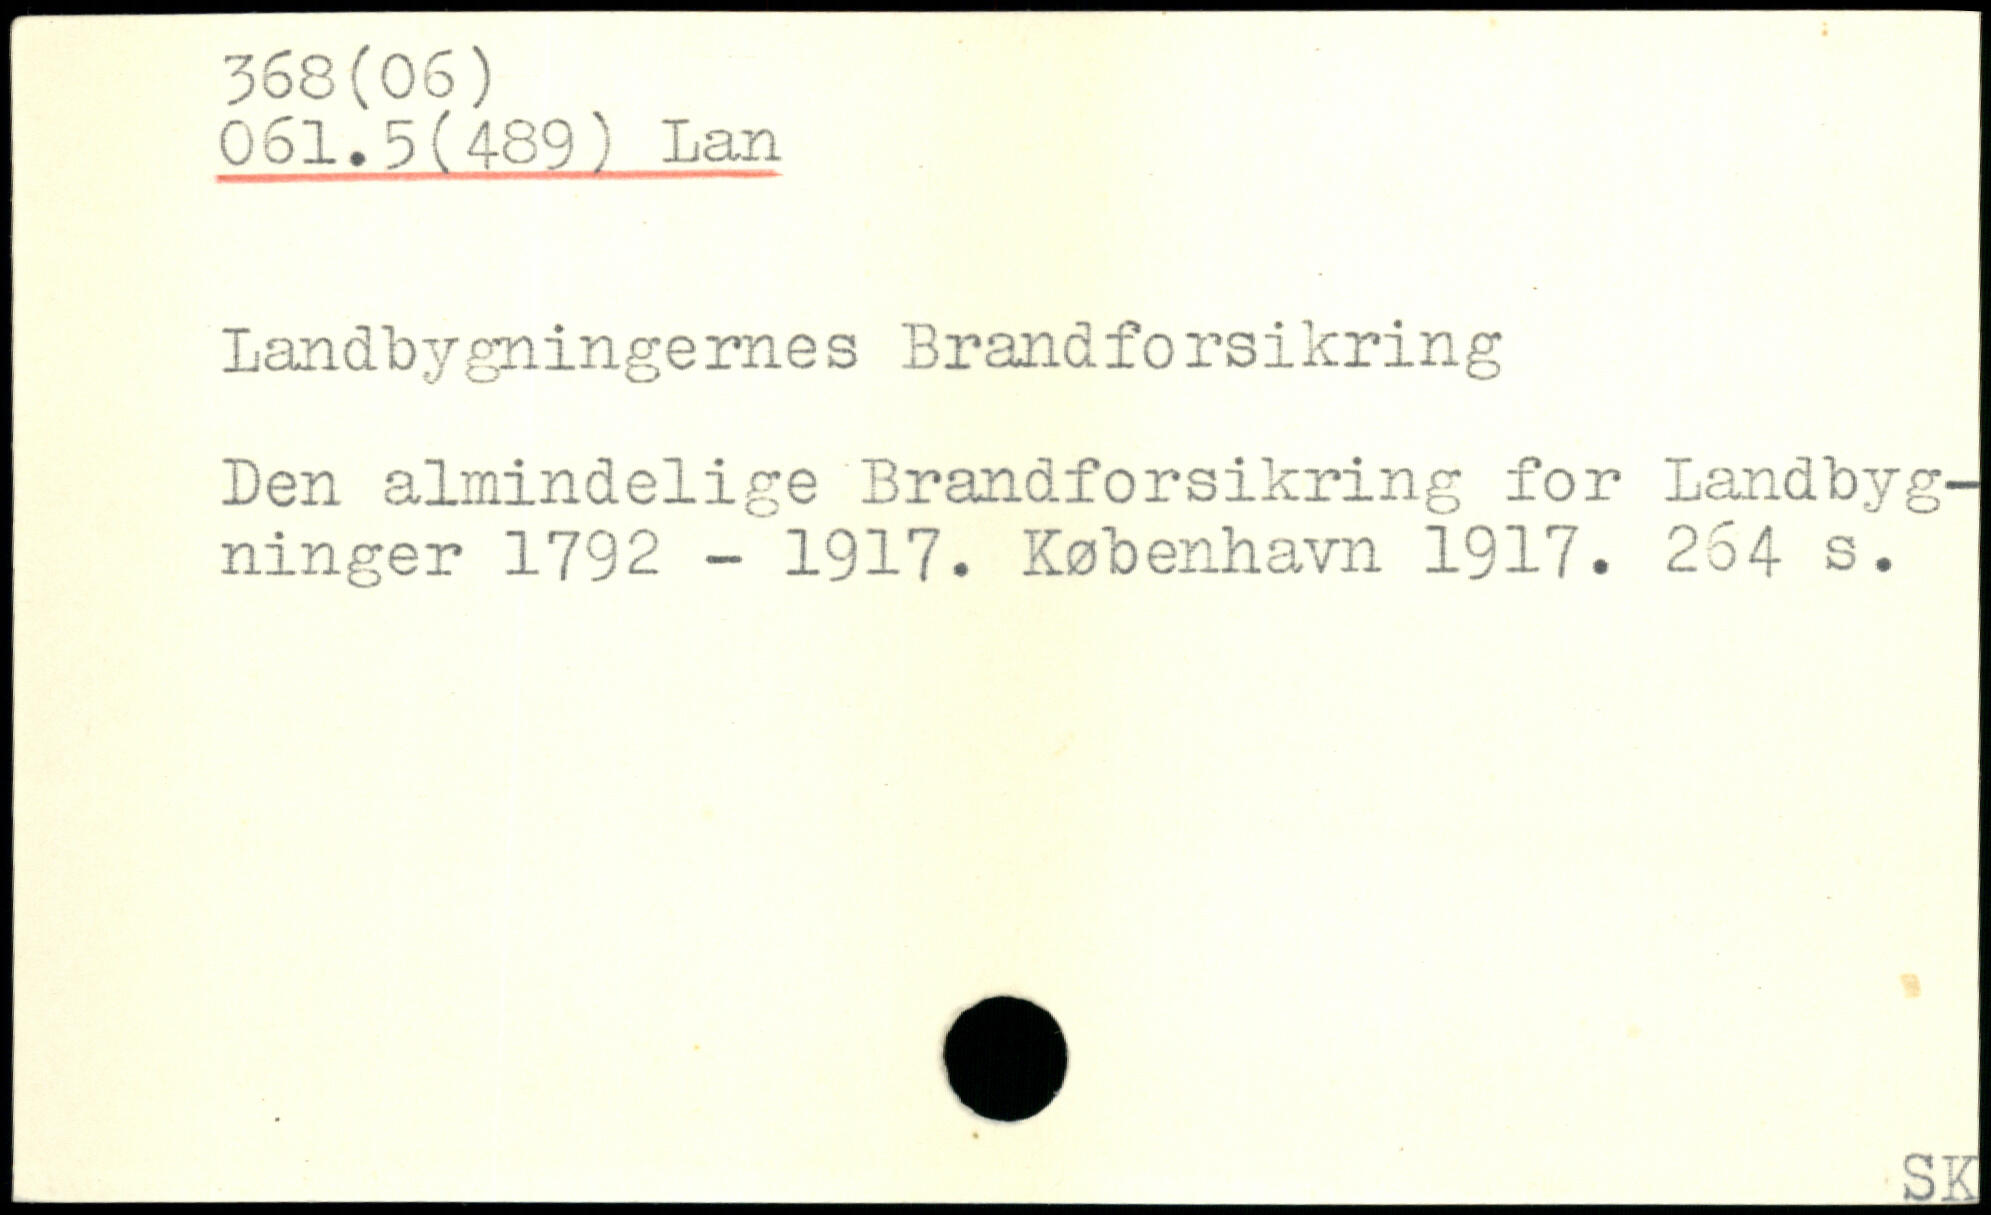 368(06)
061.5(489) Lan
Landbygningernes Brandforsikring
Den almindelige Brandforsikring for Landbyg-
ninger 1792 - 1917. København 1917. 264 s.
SK